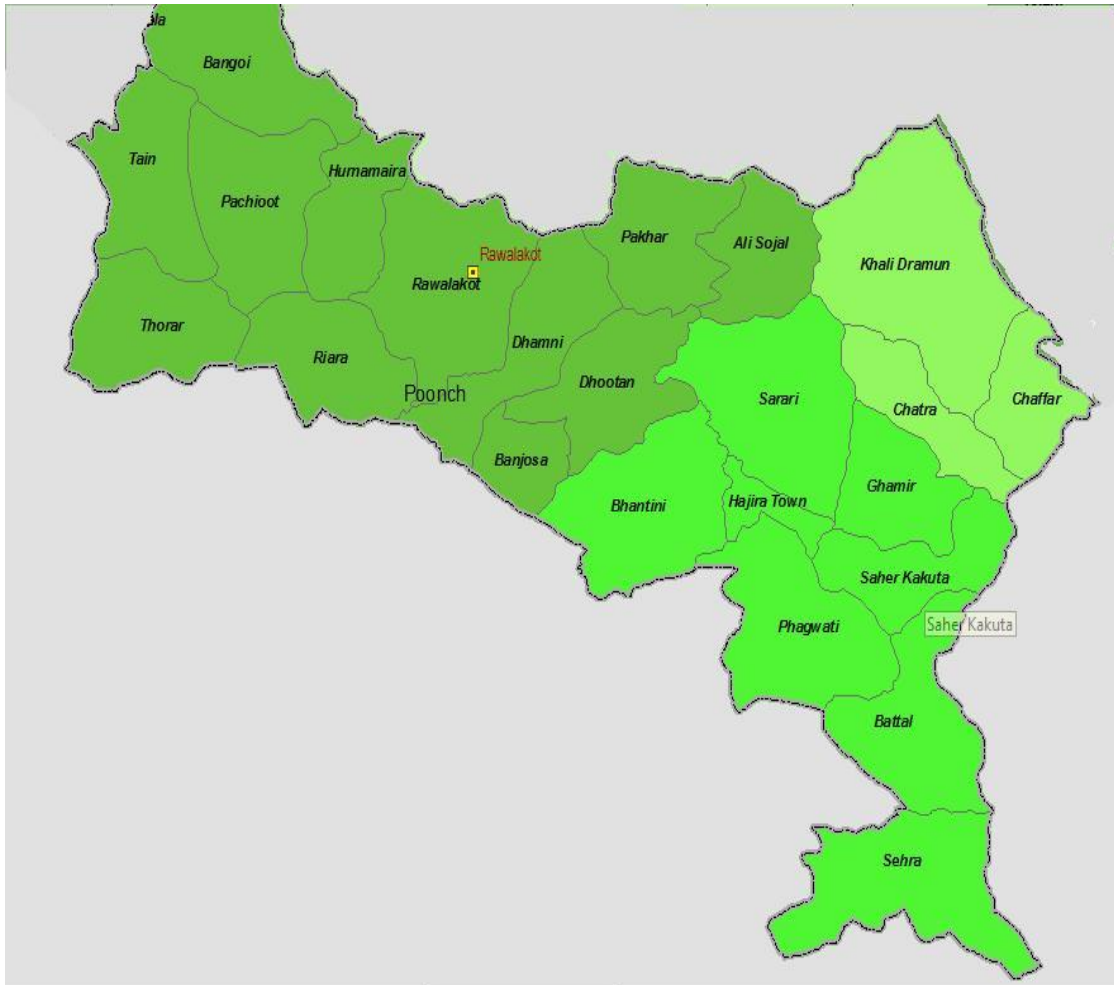 ala
Bangoi
Tain
Humamaira
Pachioot
Pakhar
Ali Sojal
Rawalakot
Khali Dramun
Rawalakot
Thorar
Dhamni
Riara
Dhootan
Poonch
Sarari
Chaffar
Chatra
Banjosa
Ghamir
Bhantini
Hajira Town
Saher Kakuta
Saher Kakuta
Phagwati
Battal
Sehra